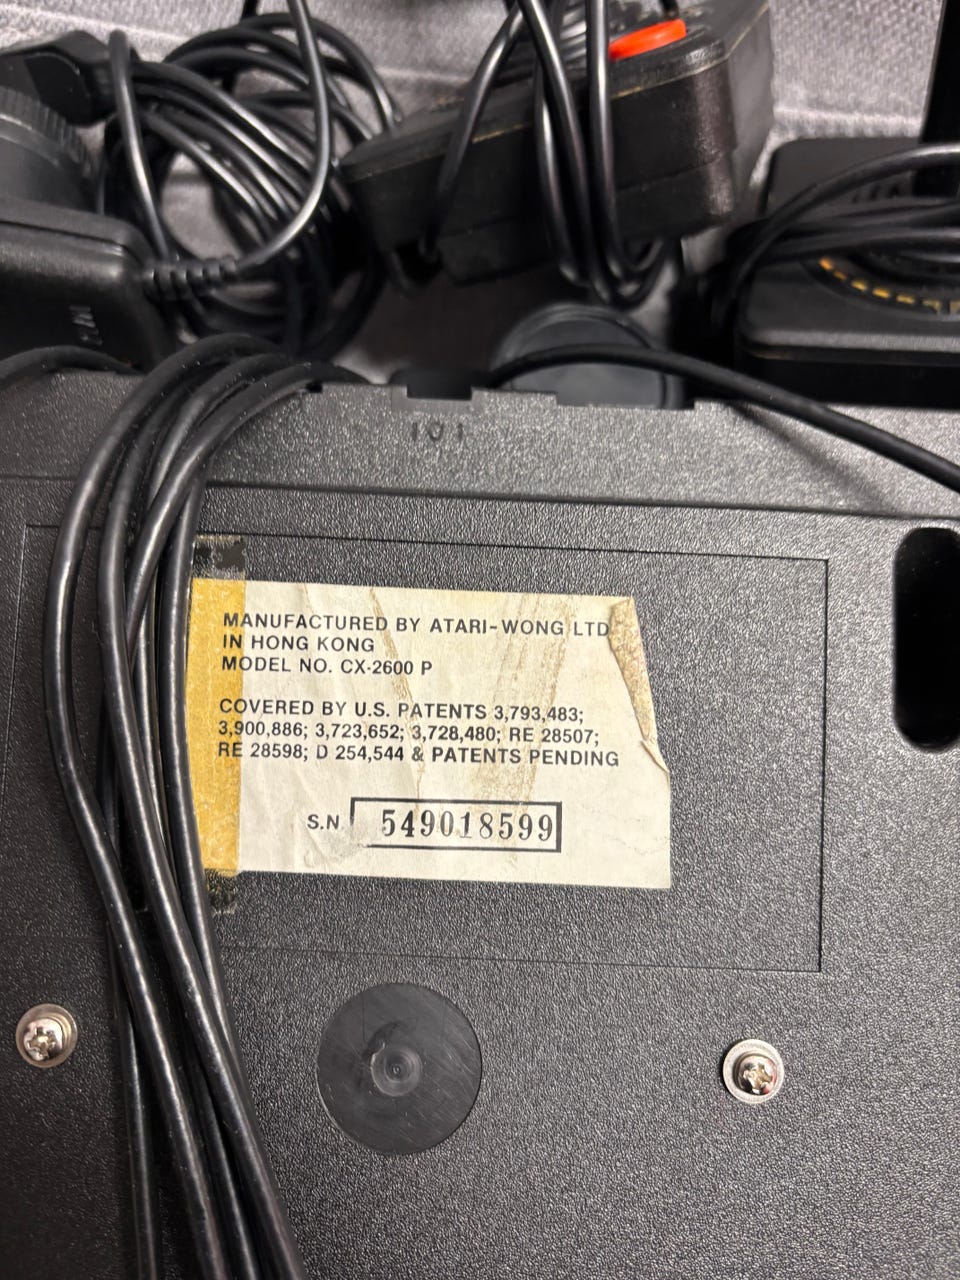 MANUFACTURED BY ATARI-WONG LTD
IN HONG KONG
MODEL NO. CX-2600 P
COVERED BY U.S. PATENTS 3,793,483;
3,900,886; 3,723,652; 3,728,480; RE 28507;
RE 28598; D 254,544 & PATENTS PENDING
S.N 549018599